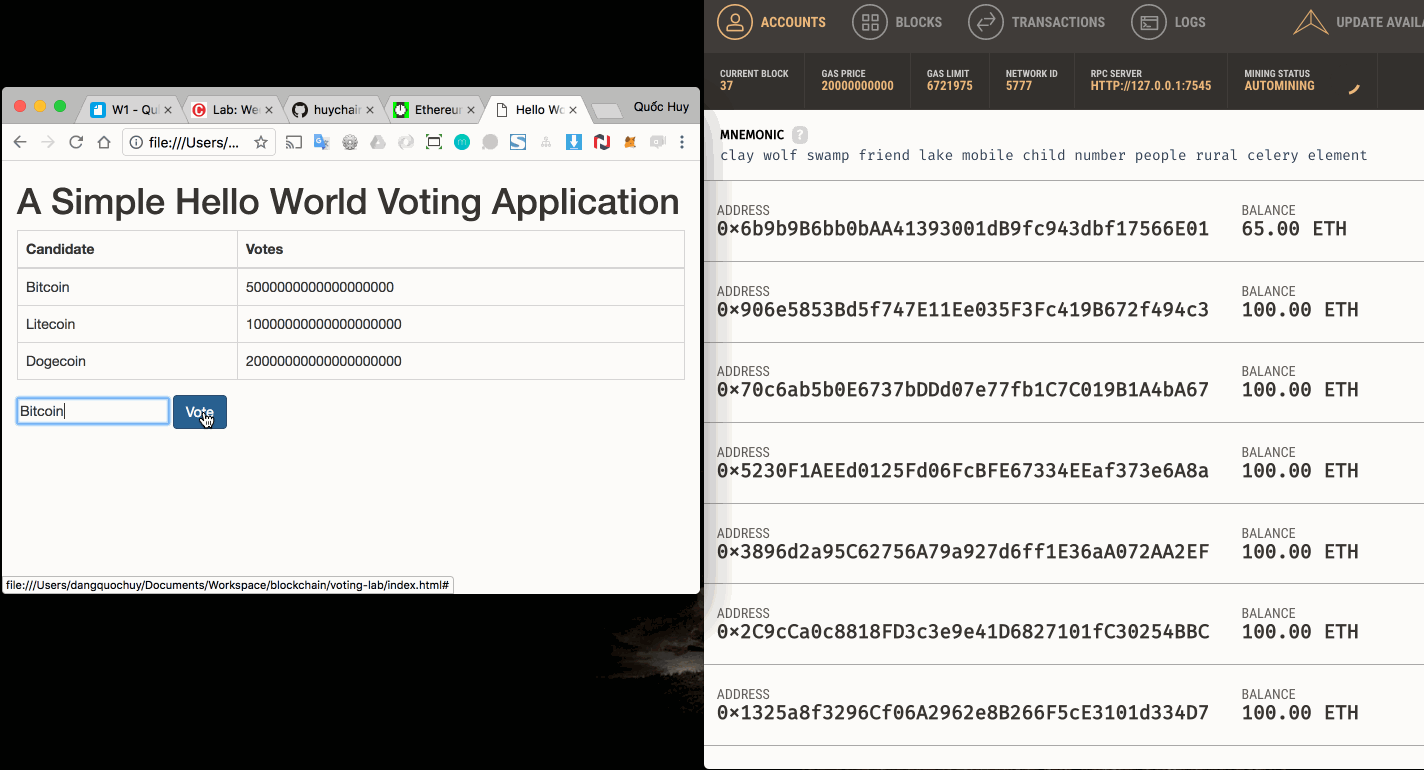 W1 - Qui
Lab: Wee
huychain
Ethereum
Hello Wo
Quốc Huy
file:///Users/...
A Simple Hello World Voting Application
Candidate Votes
Bitcoin 5000000000000000000
Litecoin 10000000000000000000
Dogecoin 20000000000000000000
Bitcoin Vote
file:///Users/dangquochuy/Documents/Workspace/blockchain/voting-lab/index.html#
ACCOUNTS BLOCKS TRANSACTIONS LOGS UPDATE AVAILA
CURRENT BLOCK GAS PRICE GAS LIMIT NETWORK ID RPC SERVER MINING STATUS
37 20000000000 6721975 5777 HTTP://127.0.0.1:7545 AUTOMINING
MNEMONIC ?
clay wolf swamp friend lake mobile child number people rural celery element
ADDRESS BALANCE
0×6b9b9B6bb0bAA41393001dB9fc943dbf17566E01 65.00 ETH
ADDRESS BALANCE
0×906e5853Bd5f747E11Ee035F3Fc419B672f494c3 100.00 ETH
ADDRESS BALANCE
0×70c6ab5b0E6737bDDd07e77fb1C7C019B1A4bA67 100.00 ETH
ADDRESS BALANCE
0×5230F1AEEd0125Fd06FcBFE67334EEaf373e6A8a 100.00 ETH
ADDRESS BALANCE
0×3896d2a95C62756A79a927d6ff1E36aA072AA2EF 100.00 ETH
ADDRESS BALANCE
0×2C9cCa0c8818FD3c3e9e41D6827101fC30254BBC 100.00 ETH
ADDRESS BALANCE
0×1325a8f3296Cf06A2962e8B266F5cE3101d334D7 100.00 ETH